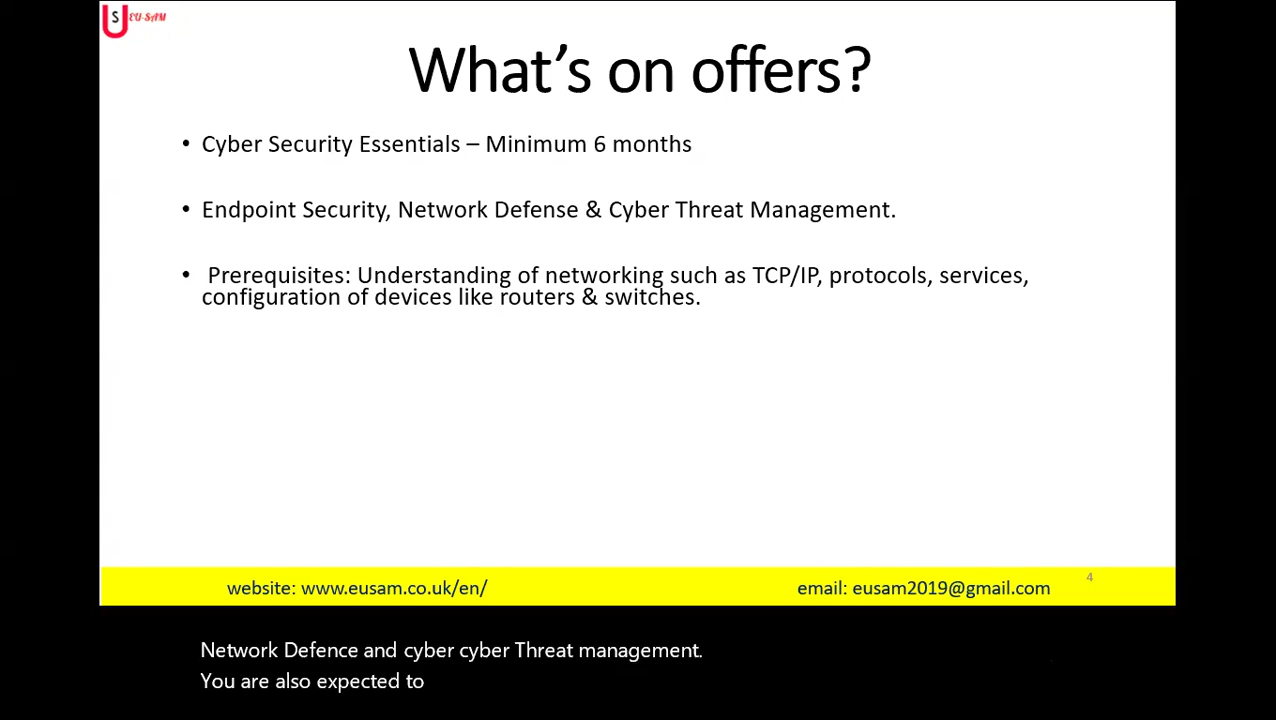 S EU-SAM
What's on offers?
• Cyber Security Essentials – Minimum 6 months
• Endpoint Security, Network Defense & Cyber Threat Management.
• Prerequisites: Understanding of networking such as TCP/IP, protocols, services,
configuration of devices like routers & switches.
4
website: www.eusam.co.uk/en/ email: eusam2019@gmail.com
Network Defence and cyber cyber Threat management.
You are also expected to